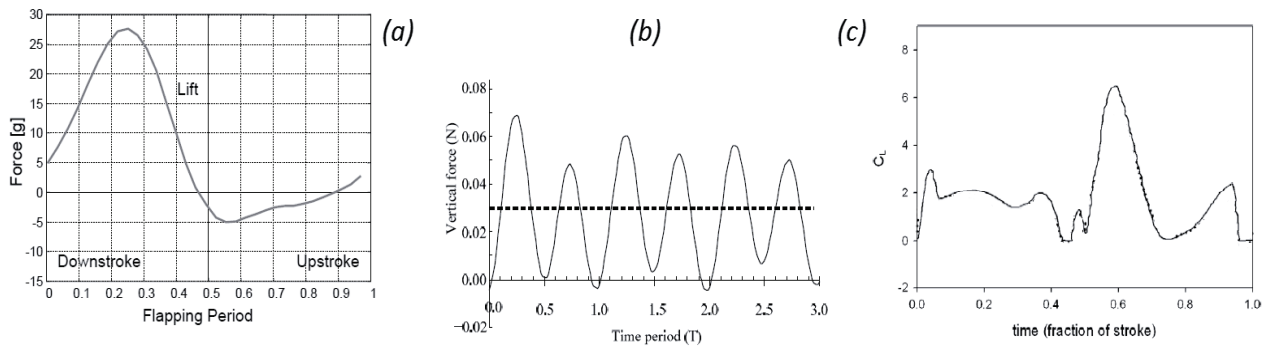 (a)
30
25
20
15
10
5
0
-5
-10
-15
Force [g]
Lift
Downstroke
Upstroke
0 0.1 0.2 0.3 0.4 0.5 0.6 0.7 0.8 0.9 1
Flapping Period
(b)
0.08
0.06
0.04
0.02
0.00
−0.02
Vertical force (N)
0.0 0.5 1.0 1.5 2.0 2.5 3.0
Time period (T)
(c)
8
6
4
2
0
-2
CL
0.0 0.2 0.4 0.6 0.8 1.0
time (fraction of stroke)